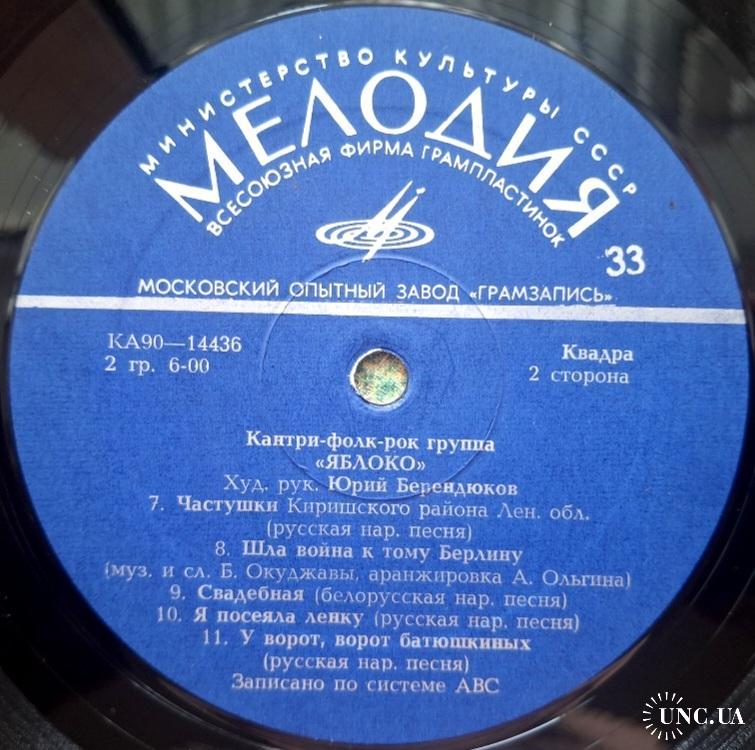 МИНИСТЕРСТВО КУЛЬТУРЫ СССР
МЕЛОДИЯ
ВСЕСОЮЗНАЯ ФИРМА ГРАМПЛАСТИНОК
33
МОСКОВСКИЙ ОПЫТНЫЙ ЗАВОД «ГРАМЗАПИСЬ»
КА90—14436
2 гр. 6-00
Квадра
2 сторона
Кантри-фолк-рок группа
«ЯБЛОКО»
Худ. рук. Юрий Берендюков
7. Частушки Киришского района Лен. обл.
(русская нар. песня)
8. Шла война к тому Берлину
(муз. и сл. Б. Окуджавы, аранжировка А. Ольгина)
9. Свадебная (белорусская нар. песня)
10. Я посеяла ленку (русская нар. песня)
11. У ворот, ворот батюшкиных
(русская нар. песня)
Записано по системе АВС
UNC.UA